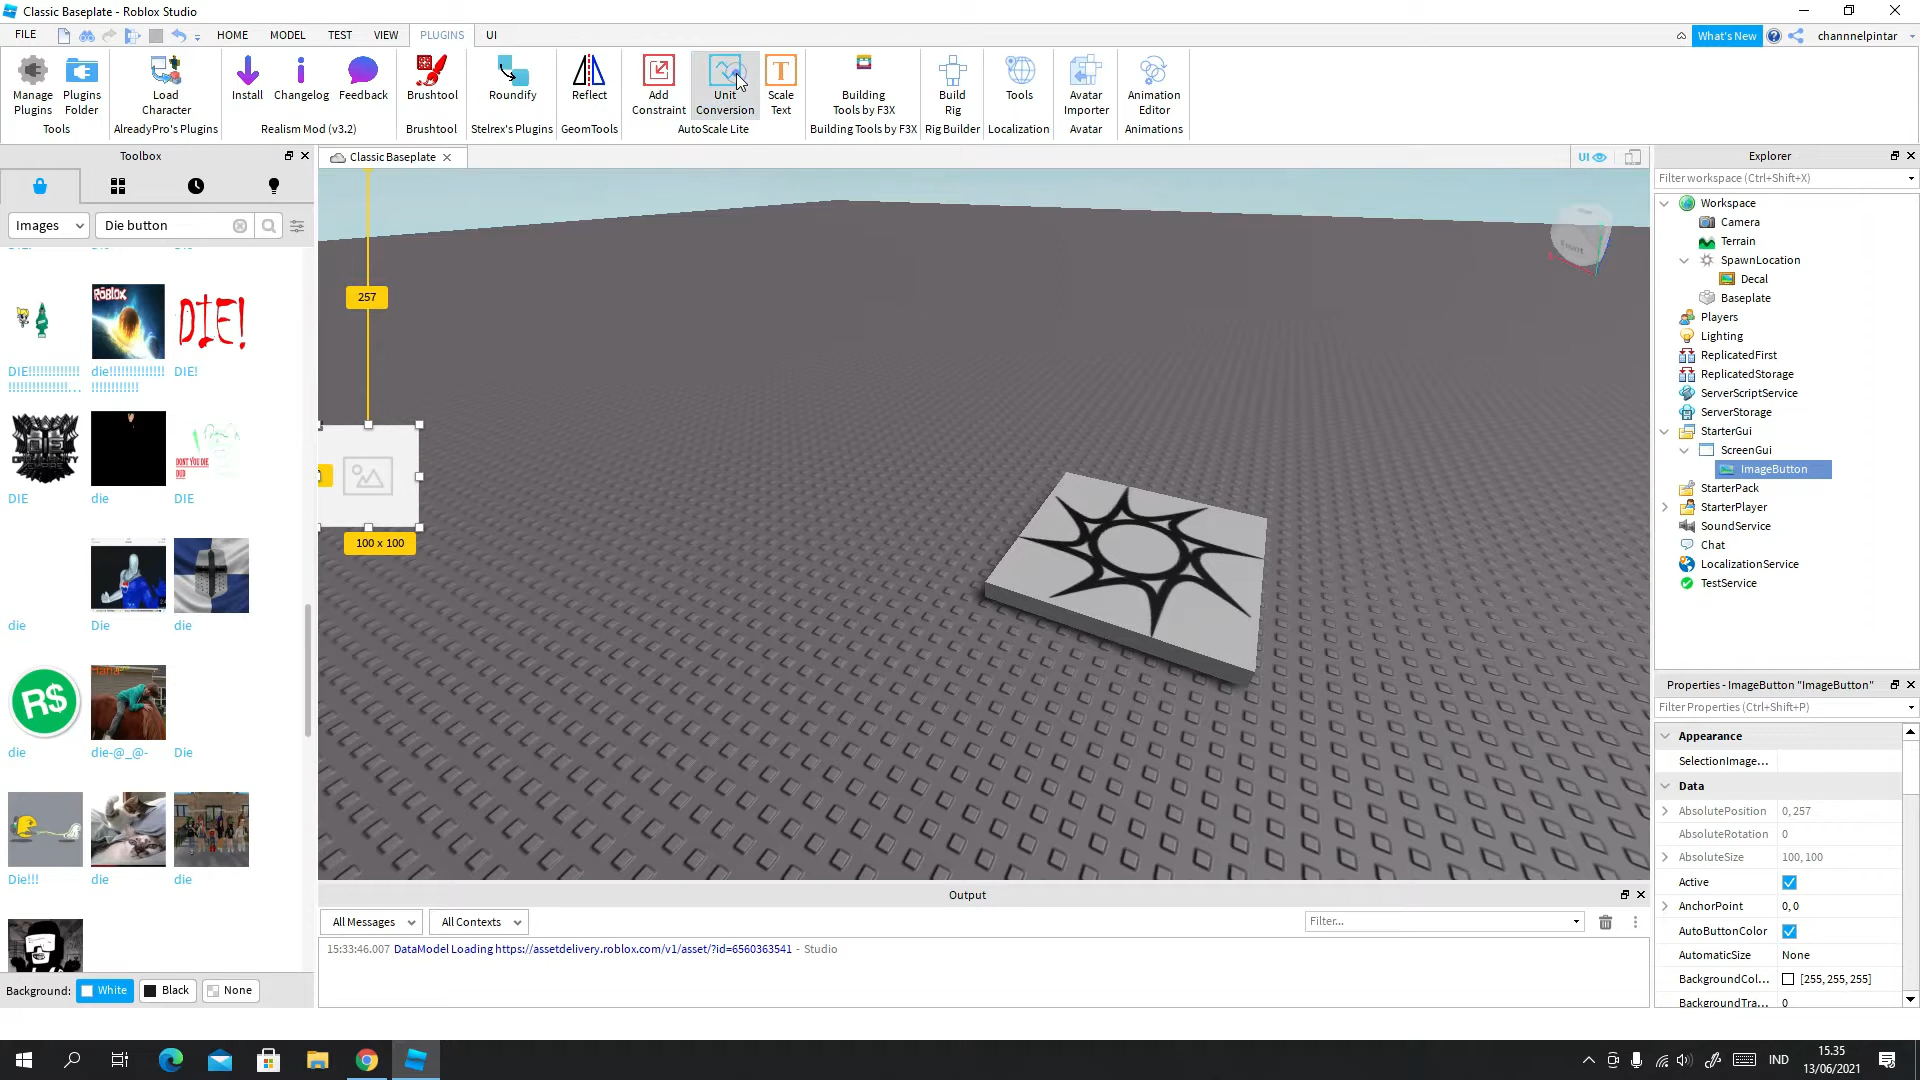 Classic Baseplate - Roblox Studio
FILE HOME MODEL TEST VIEW PLUGINS UI What's New channnelpintar
Manage Plugins
Plugins Folder
Tools
Load Character
AlreadyPro's Plugins
Install
Changelog
Feedback
Realism Mod (v3.2)
Brushtool
Brushtool
Roundify
Stelrex's Plugins
Reflect
GeomTools
Add Constraint
Unit Conversion
Scale Text
AutoScale Lite
Building Tools by F3X
Building Tools by F3X
Build Rig
Rig Builder
Tools
Localization
Avatar Importer
Avatar
Animation Editor
Animations
Toolbox
Images
Die button
DIE!!!!!!!!!!!!!! !!!!!!!!!!!!!!!!...
ROBLOX
die!!!!!!!!!!!!!! !!!!!!!!!!!!
DIE!
DIE!
DIE
die
DONT YOU DIE
DUD
DIE
die
Die
die
R$
die
die-@_@-
Die
Die!!!
die
die
Background: White Black None
Classic Baseplate
UI
257
100 x 100
Front
Output
All Messages
All Contexts
Filter...
15:33:46.007 DataModel Loading https://assetdelivery.roblox.com/v1/asset/?id=6560363541 - Studio
Explorer
Filter workspace (Ctrl+Shift+X)
Workspace
Camera
Terrain
SpawnLocation
Decal
Baseplate
Players
Lighting
ReplicatedFirst
ReplicatedStorage
ServerScriptService
ServerStorage
StarterGui
ScreenGui
ImageButton
StarterPack
StarterPlayer
SoundService
Chat
LocalizationService
TestService
Properties - ImageButton "ImageButton"
Filter Properties (Ctrl+Shift+P)
Appearance
SelectionImage...
Data
AbsolutePosition 0, 257
AbsoluteRotation 0
AbsoluteSize 100, 100
Active
AnchorPoint 0, 0
AutoButtonColor
AutomaticSize None
BackgroundCol... [255, 255, 255]
BackgroundTra... 0
IND
15.35
13/06/2021